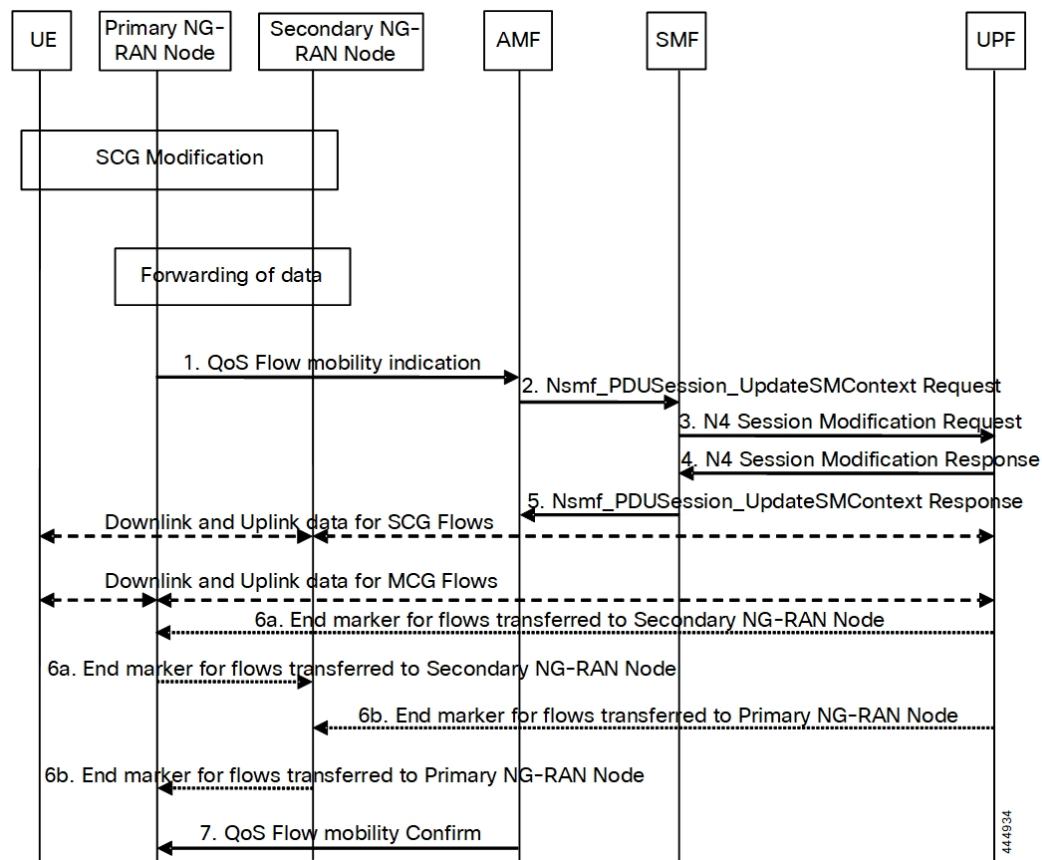 UE
Primary NG-
RAN Node
Secondary NG-
RAN Node
AMF
SMF
UPF
SCG Modification
Forwarding of data
1. QoS Flow mobility indication
2. Nsmf_PDUSession_UpdateSMContext Request
3. N4 Session Modification Request
4. N4 Session Modification Response
5. Nsmf_PDUSession_UpdateSMContext Response
Downlink and Uplink data for SCG Flows
Downlink and Uplink data for MCG Flows
6a. End marker for flows transferred to Secondary NG-RAN Node
6a. End marker for flows transferred to Secondary NG-RAN Node
6b. End marker for flows transferred to Primary NG-RAN Node
6b. End marker for flows transferred to Primary NG-RAN Node
7. QoS Flow mobility Confirm
444934